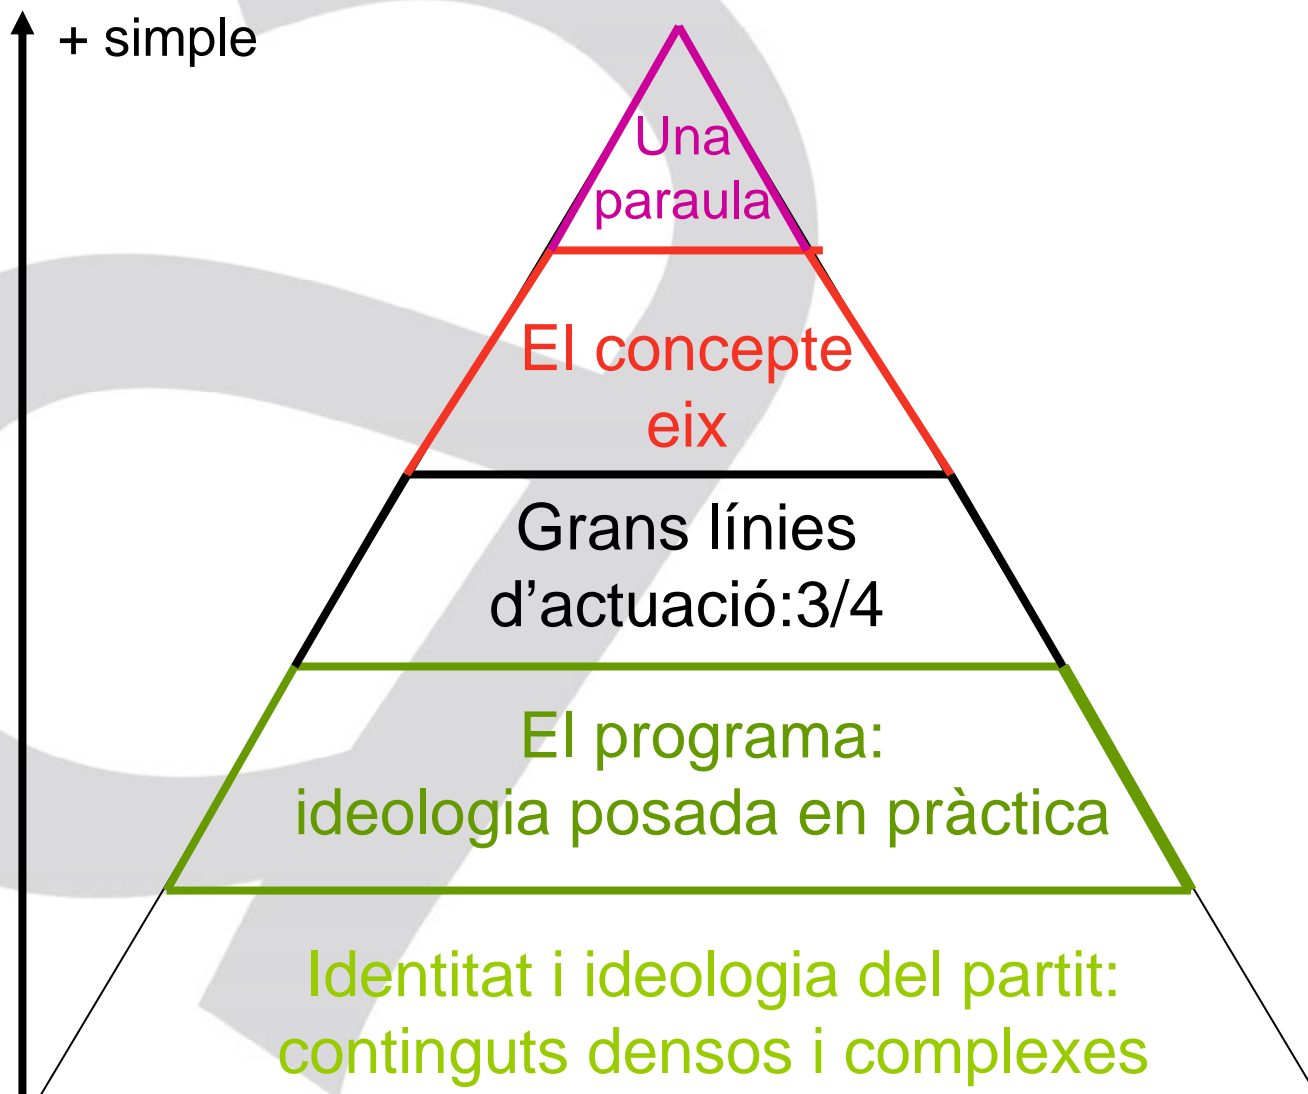 + simple
Una
paraula
El concepte
eix
Grans línies
d’actuació:3/4
El programa:
ideologia posada en pràctica
Identitat i ideologia del partit:
continguts densos i complexes